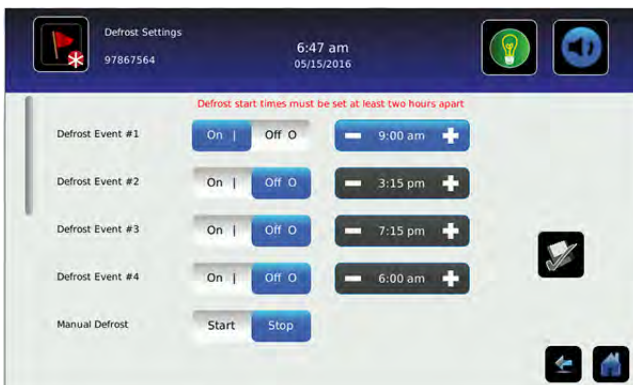 Defrost Settings
97867564
6:47 am
05/15/2016
Defrost start times must be set at least two hours apart
Defrost Event #1 On | Off O − 9:00 am +
Defrost Event #2 On | Off O − 3:15 pm +
Defrost Event #3 On | Off O − 7:15 pm +
Defrost Event #4 On | Off O − 6:00 am +
Manual Defrost Start Stop